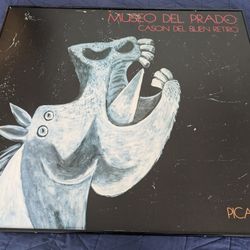 MUSEO DEL PRADO
CASON DEL BUEN RETIRO
PICA